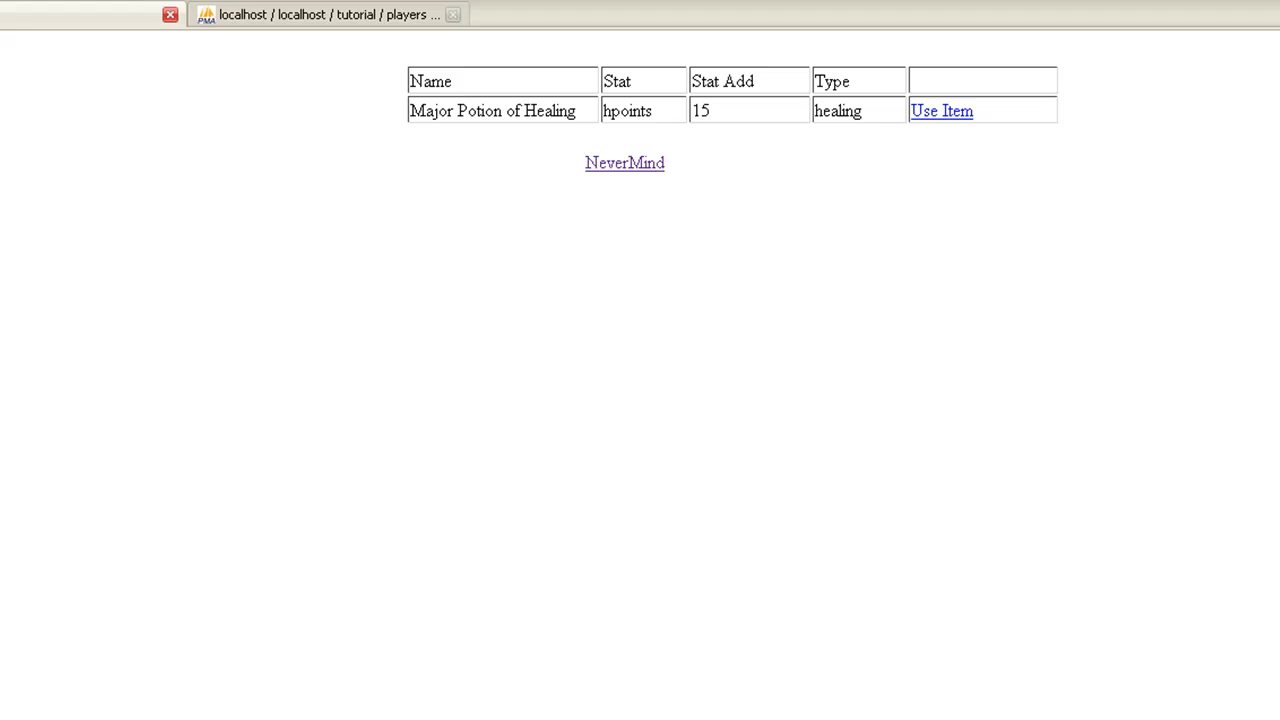 PMA localhost / localhost / tutorial / players ...
Name Stat Stat Add Type
Major Potion of Healing hpoints 15 healing Use Item
NeverMind